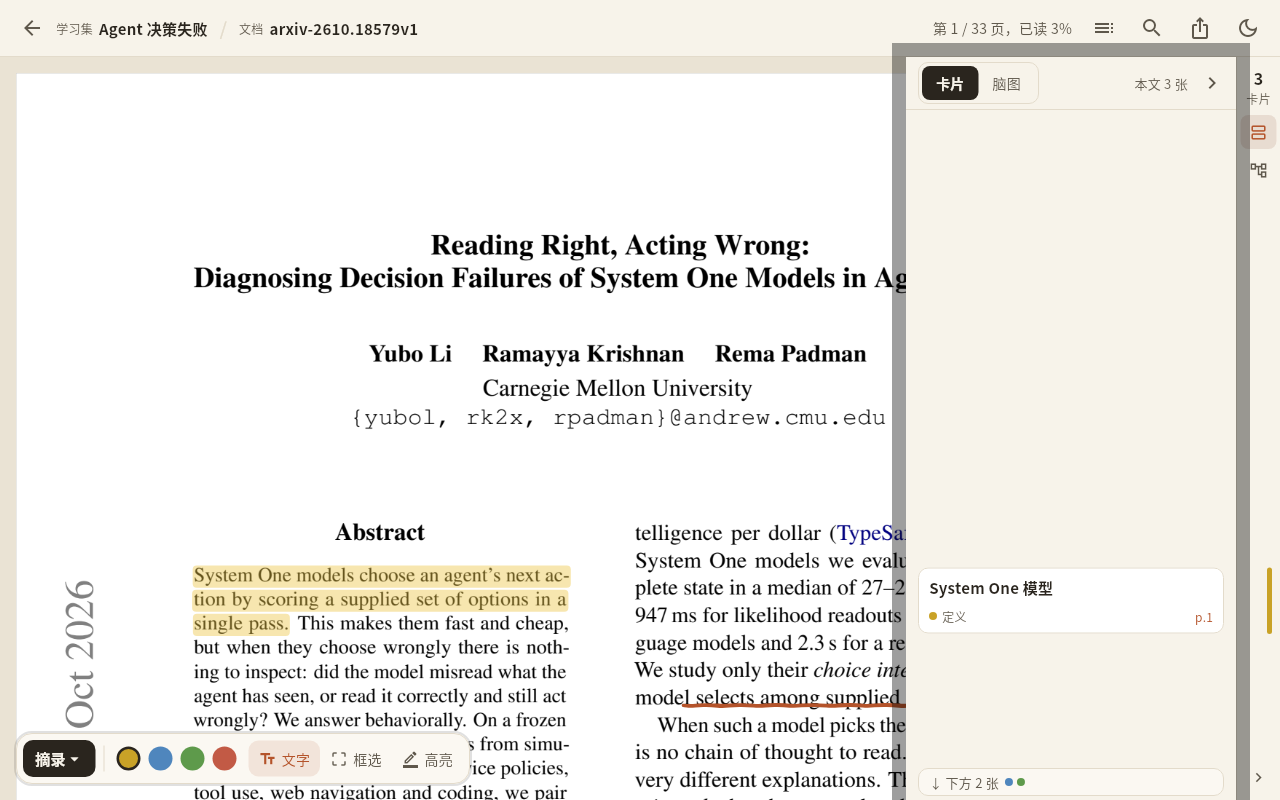 学习集 Agent 决策失败 / 文档 arxiv-2610.18579v1
第 1 / 33 页，已读 3%
卡片 脑图 本文 3 张
3
卡片
Reading Right, Acting Wrong:
Diagnosing Decision Failures of System One Models in Ag
Yubo Li Ramayya Krishnan Rema Padman
Carnegie Mellon University
{yubol, rk2x, rpadman}@andrew.cmu.edu
Oct 2026
Abstract
System One models choose an agent's next ac-
tion by scoring a supplied set of options in a
single pass. This makes them fast and cheap,
but when they choose wrongly there is noth-
ing to inspect: did the model misread what the
agent has seen, or read it correctly and still act
wrongly? We answer behaviorally. On a frozen
s from simu-
vice policies,
tool use, web navigation and coding, we pair
telligence per dollar (TypeSa
System One models we evalu
plete state in a median of 27–2
947 ms for likelihood readouts
guage models and 2.3 s for a re
We study only their choice inte
model selects among supplied
When such a model picks the
is no chain of thought to read.
very different explanations. Th
System One 模型
定义 p.1
↓ 下方 2 张
摘录 文字 框选 高亮